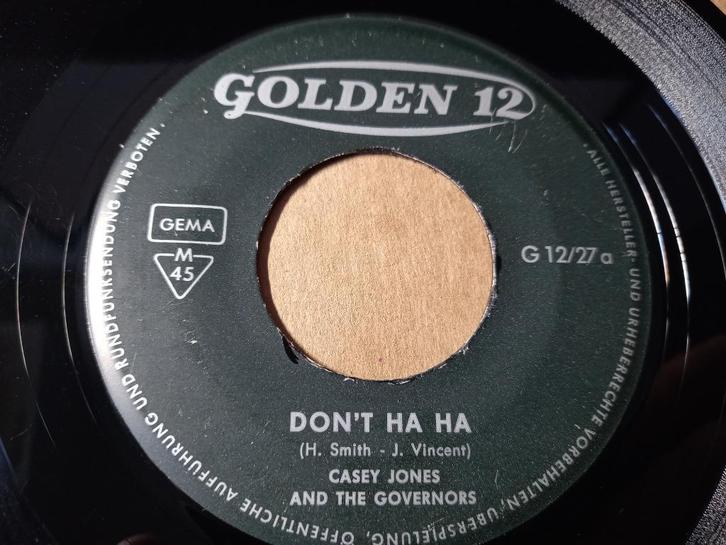 GOLDEN 12
GEMA
M
45
G 12/27 a
DON'T HA HA
(H. Smith - J. Vincent)
CASEY JONES
AND THE GOVERNORS
· ALLE HERSTELLER- UND URHEBERRECHTE VORBEHALTEN, ÜBERSPIELUNG, ÖFFENTLICHE AUFFÜHRUNG UND RUNDFUNKSENDUNG VERBOTEN ·